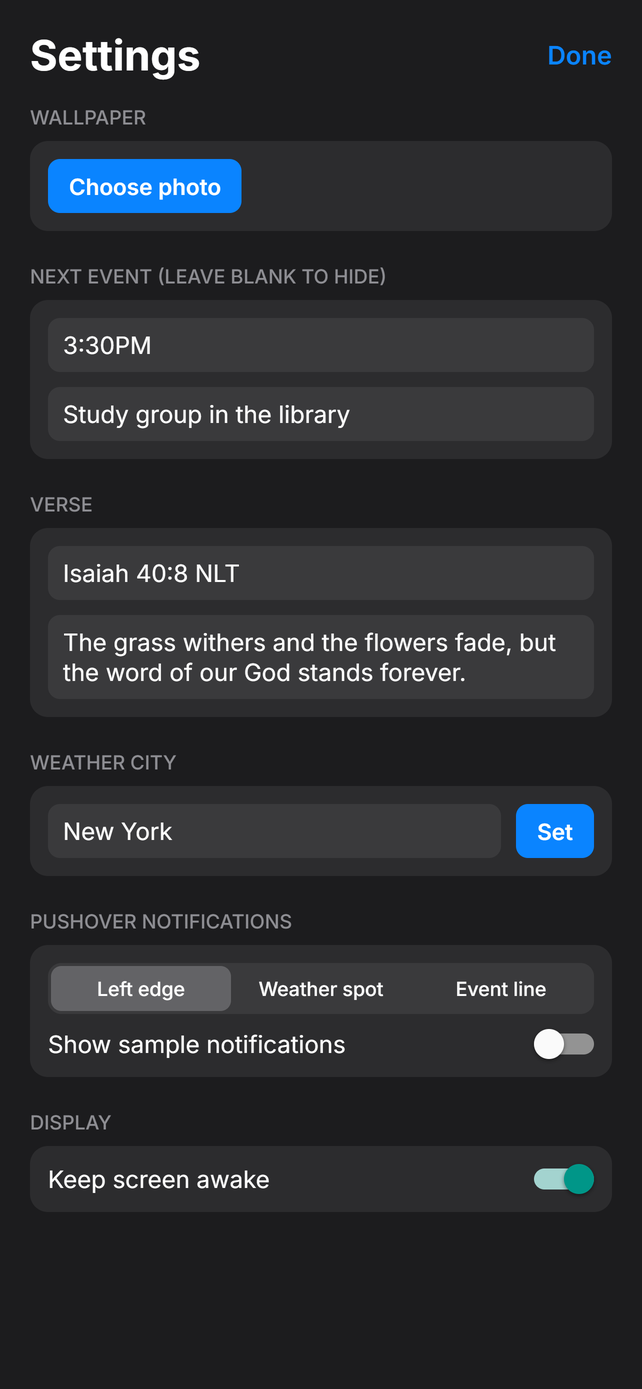 Settings
Done
WALLPAPER
Choose photo
NEXT EVENT (LEAVE BLANK TO HIDE)
3:30PM
Study group in the library
VERSE
Isaiah 40:8 NLT
The grass withers and the flowers fade, but
the word of our God stands forever.
WEATHER CITY
New York
Set
PUSHOVER NOTIFICATIONS
Left edge
Weather spot
Event line
Show sample notifications
DISPLAY
Keep screen awake